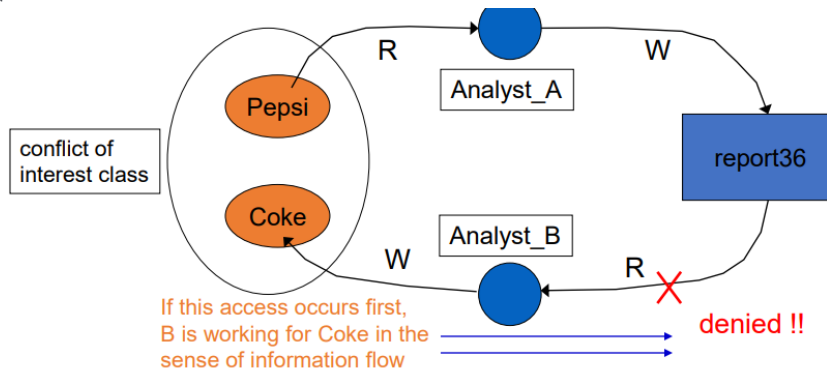 R
W
Pepsi
Analyst_A
conflict of
interest class
report36
Coke
Analyst_B
W
R
If this access occurs first,
B is working for Coke in the
sense of information flow
denied !!